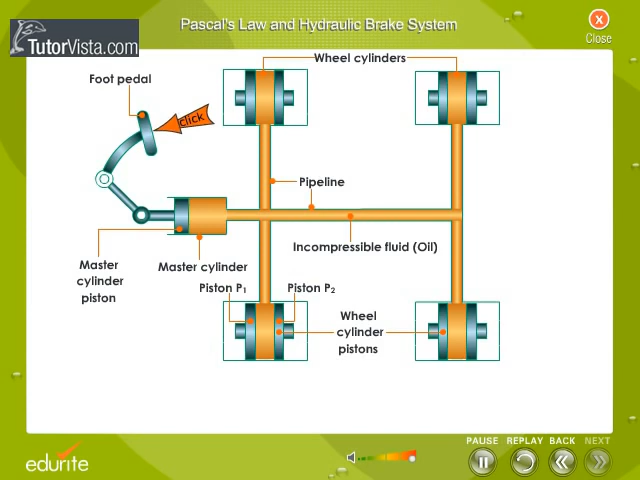 Pascal's Law and Hydraulic Brake System
Close
TutorVista.com
Wheel cylinders
Foot pedal
click
Pipeline
Incompressible fluid (Oil)
Master
cylinder
piston
Master cylinder
Piston P₁
Piston P₂
Wheel
cylinder
pistons
PAUSE REPLAY BACK NEXT
edurite